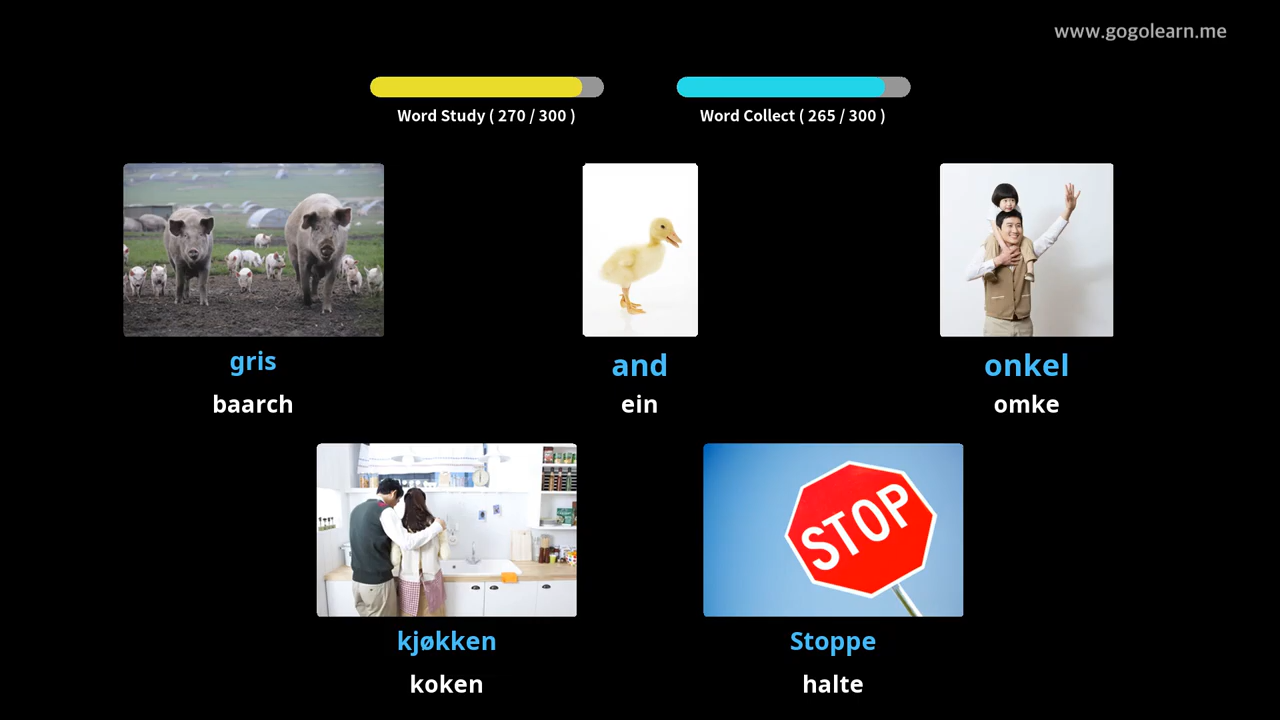 www.gogolearn.me
Word Study ( 270 / 300 )
Word Collect ( 265 / 300 )
gris
and
onkel
baarch
ein
omke
STOP
kjøkken
Stoppe
koken
halte